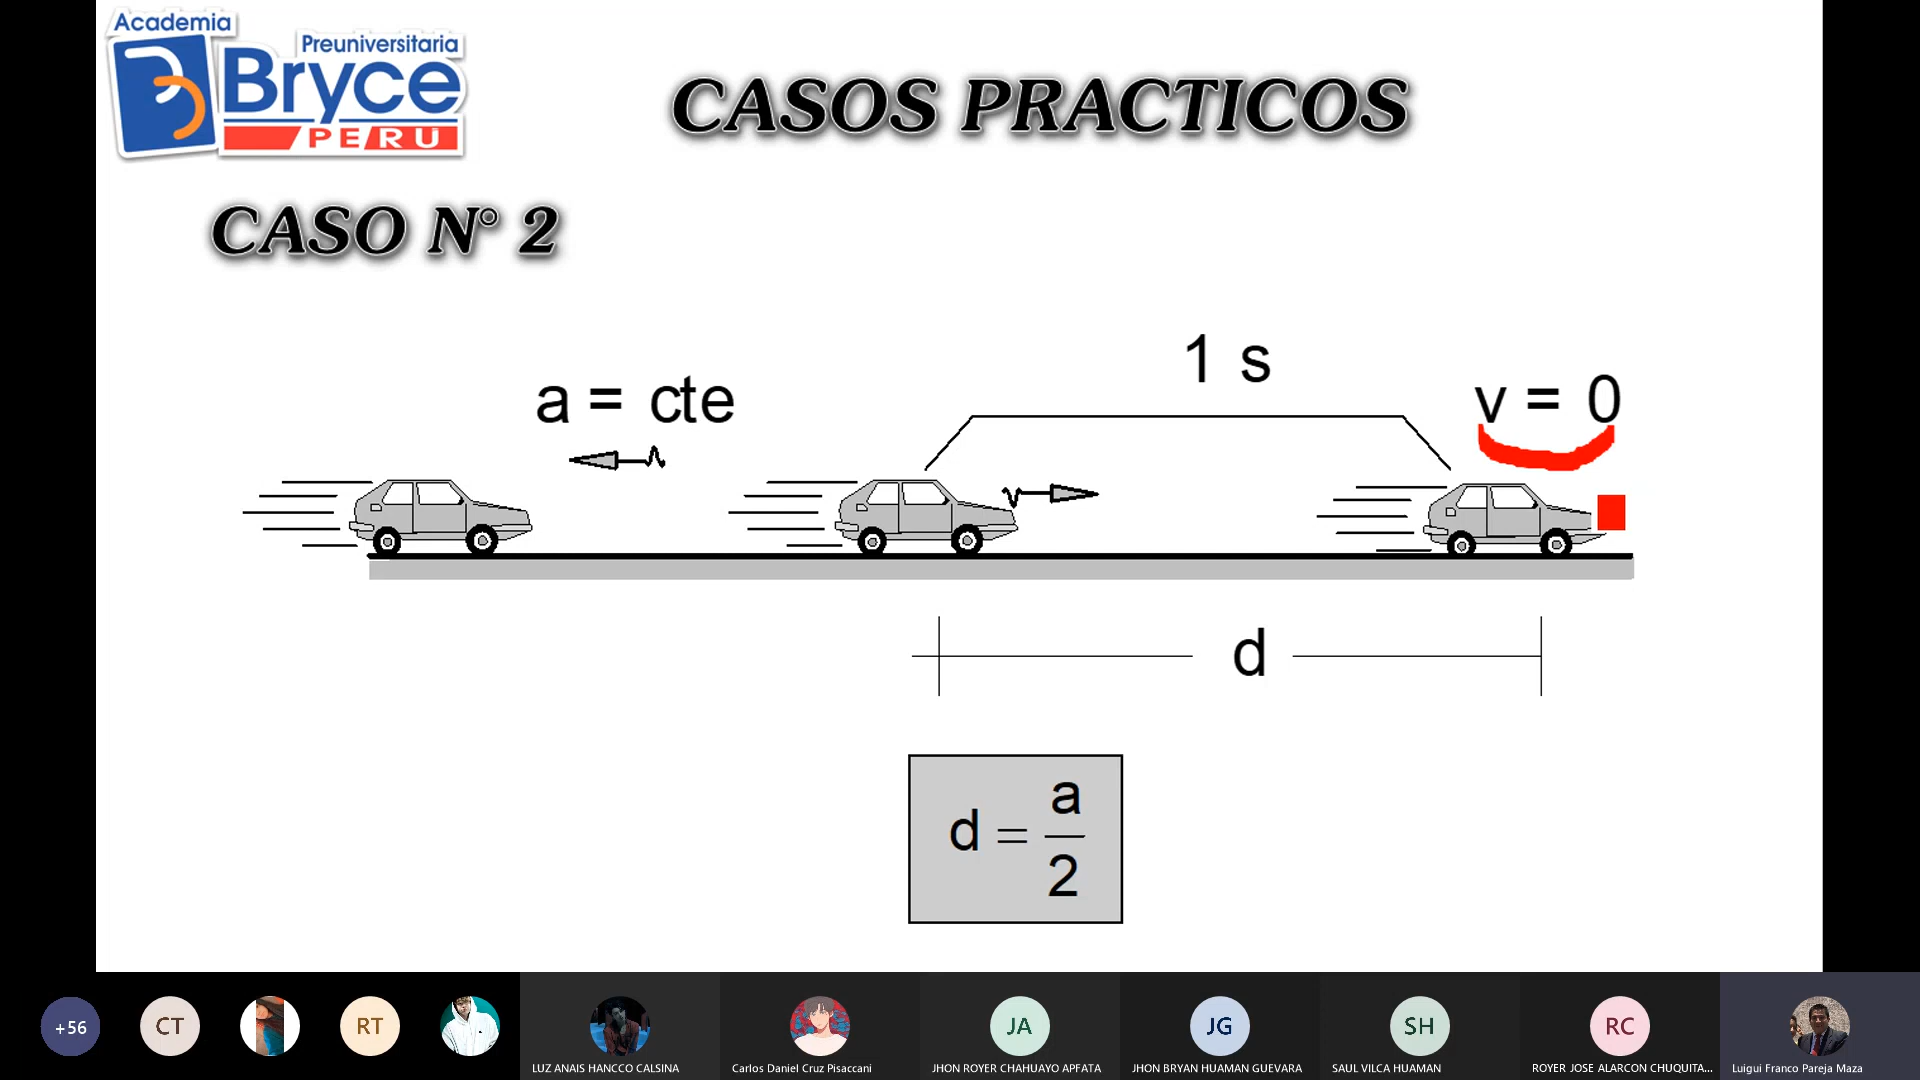 Academia
Preuniversitaria
Bryce
PERU
CASOS PRACTICOS
CASO N° 2
1 s
a = cte
v = 0
d
d = a/2
+56
CT
RT
JA
JG
SH
RC
LUZ ANAIS HANCCO CALSINA
Carlos Daniel Cruz Pisaccani
JHON ROYER CHAHUAYO APFATA
JHON BRYAN HUAMAN GUEVARA
SAUL VILCA HUAMAN
ROYER JOSE ALARCON CHUQUITA...
Luigui Franco Pareja Maza